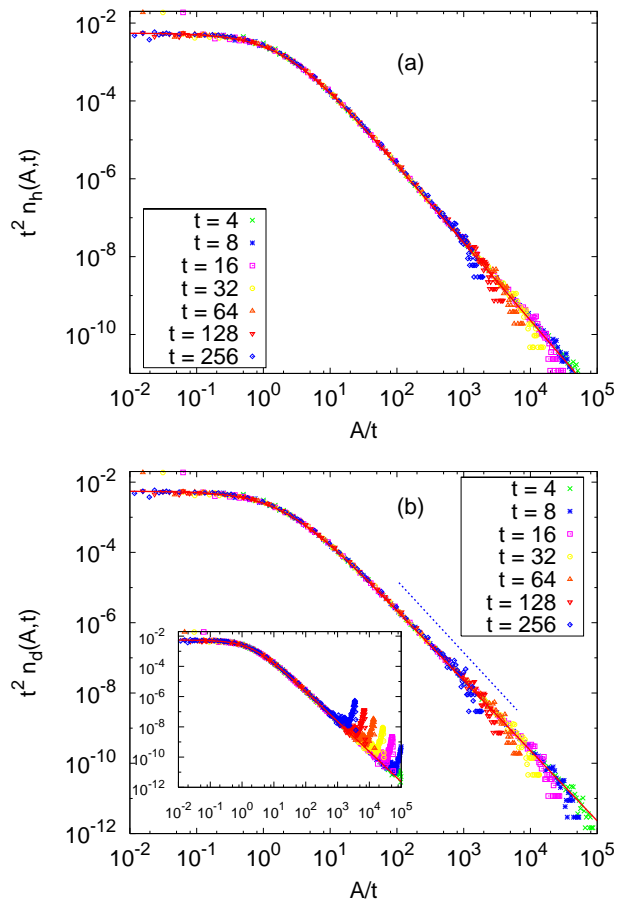 10^-2
10^-4
10^-6
10^-8
10^-10
t^2 n_h(A,t)
(a)
t = 4
t = 8
t = 16
t = 32
t = 64
t = 128
t = 256
10^-2 10^-1 10^0 10^1 10^2 10^3 10^4 10^5
A/t
10^-2
10^-4
10^-6
10^-8
10^-10
10^-12
t^2 n_d(A,t)
(b)
t = 4
t = 8
t = 16
t = 32
t = 64
t = 128
t = 256
10^-2
10^-4
10^-6
10^-8
10^-10
10^-12
10^-2 10^-1 10^0 10^1 10^2 10^3 10^4 10^5
10^-2 10^-1 10^0 10^1 10^2 10^3 10^4 10^5
A/t